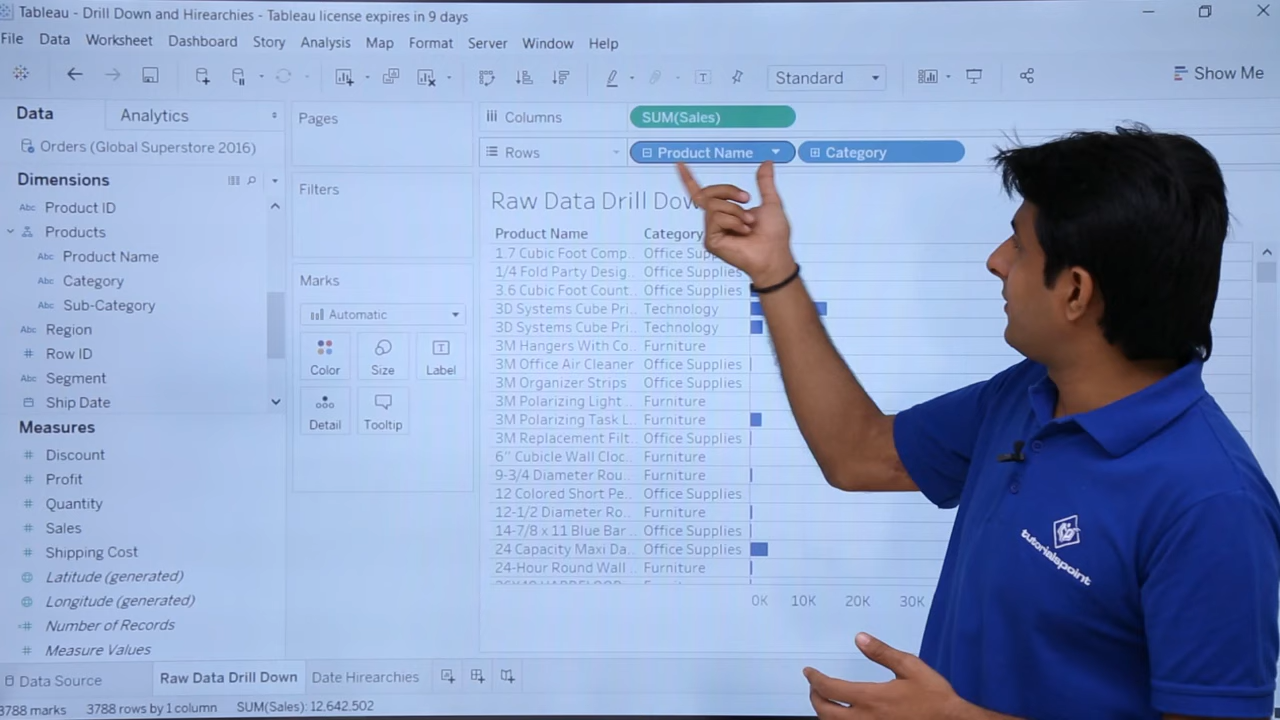 Tableau - Drill Down and Hirearchies - Tableau license expires in 9 days
File Data Worksheet Dashboard Story Analysis Map Format Server Window Help
Standard
Show Me
Data Analytics
Orders (Global Superstore 2016)
Dimensions
Abc Product ID
Products
Abc Product Name
Abc Category
Abc Sub-Category
Abc Region
# Row ID
Abc Segment
Ship Date
Measures
# Discount
# Profit
# Quantity
# Sales
# Shipping Cost
Latitude (generated)
Longitude (generated)
# Number of Records
# Measure Values
Pages
Filters
Marks
Automatic
Color Size Label
Detail Tooltip
Columns SUM(Sales)
Rows Product Name Category
Raw Data Drill Dow
Product Name Category
1.7 Cubic Foot Comp.. Office Supp
1/4 Fold Party Desig.. Office Supplies
3.6 Cubic Foot Count.. Office Supplies
3D Systems Cube Pri.. Technology
3D Systems Cube Pri.. Technology
3M Hangers With Co.. Furniture
3M Office Air Cleaner Office Supplies
3M Organizer Strips Office Supplies
3M Polarizing Light .. Furniture
3M Polarizing Task L.. Furniture
3M Replacement Filt.. Office Supplies
6" Cubicle Wall Cloc.. Furniture
9-3/4 Diameter Rou.. Furniture
12 Colored Short Pe.. Office Supplies
12-1/2 Diameter Ro.. Furniture
14-7/8 x 11 Blue Bar .. Office Supplies
24 Capacity Maxi Da.. Office Supplies
24-Hour Round Wall .. Furniture
0K 10K 20K 30K
tutorialspoint
Data Source Raw Data Drill Down Date Hirearchies
3788 marks 3788 rows by 1 column SUM(Sales): 12,642,502